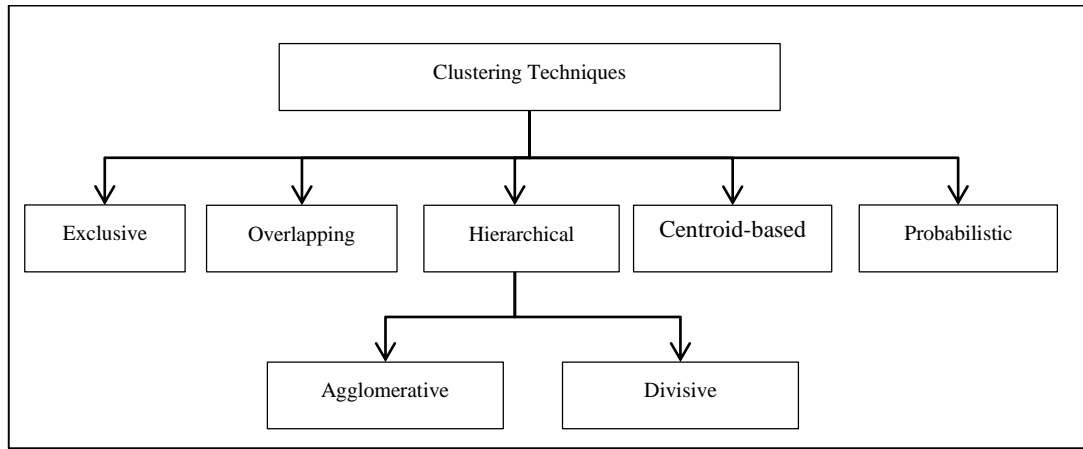 Clustering Techniques
Exclusive
Overlapping
Hierarchical
Centroid-based
Probabilistic
Agglomerative
Divisive